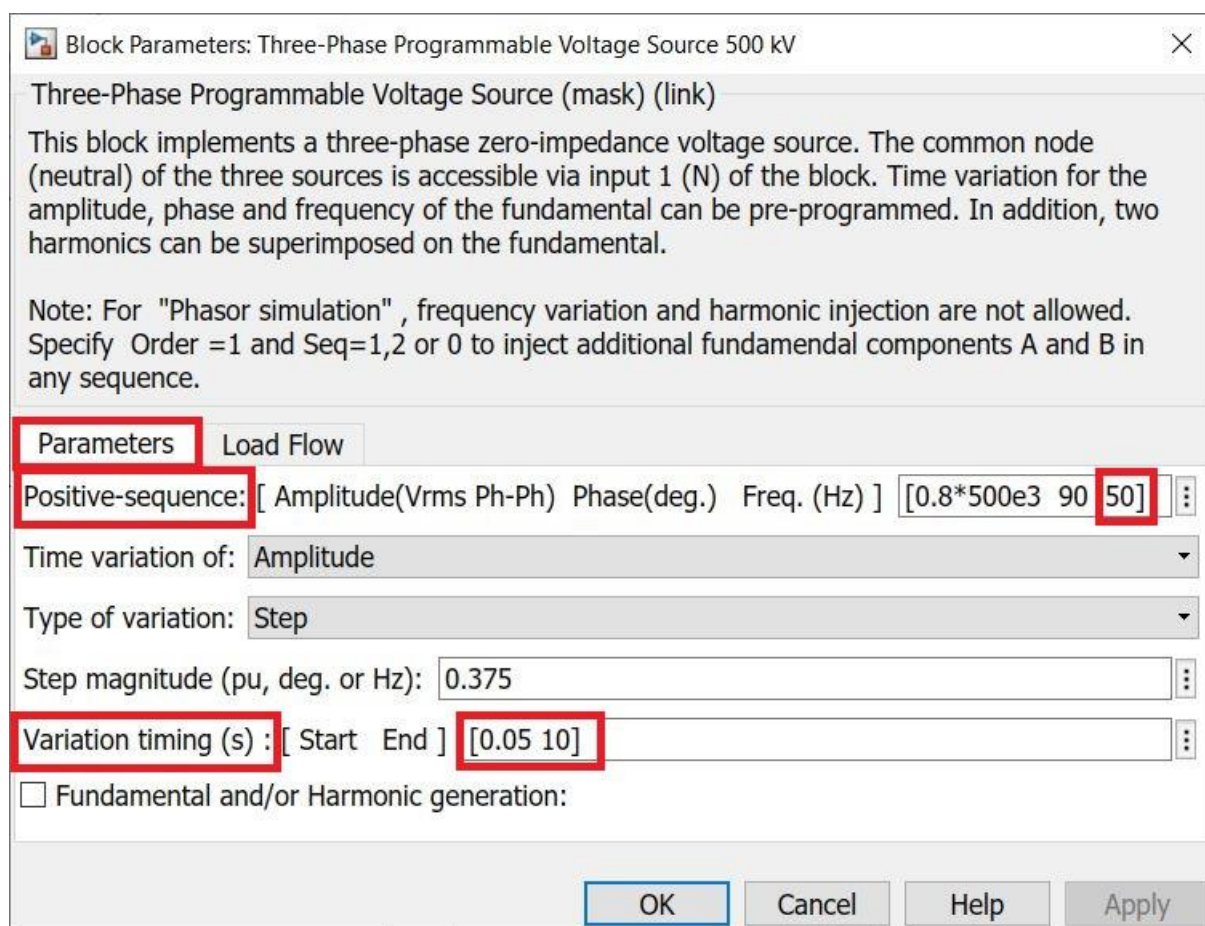 Block Parameters: Three-Phase Programmable Voltage Source 500 kV
Three-Phase Programmable Voltage Source (mask) (link)
This block implements a three-phase zero-impedance voltage source. The common node
(neutral) of the three sources is accessible via input 1 (N) of the block. Time variation for the
amplitude, phase and frequency of the fundamental can be pre-programmed. In addition, two
harmonics can be superimposed on the fundamental.
Note: For "Phasor simulation" , frequency variation and harmonic injection are not allowed.
Specify Order =1 and Seq=1,2 or 0 to inject additional fundamendal components A and B in
any sequence.
Parameters Load Flow
Positive-sequence: [ Amplitude(Vrms Ph-Ph) Phase(deg.) Freq. (Hz) ] [0.8*500e3 90 50]
Time variation of: Amplitude
Type of variation: Step
Step magnitude (pu, deg. or Hz): 0.375
Variation timing (s) : [ Start End ] [0.05 10]
Fundamental and/or Harmonic generation:
OK Cancel Help Apply